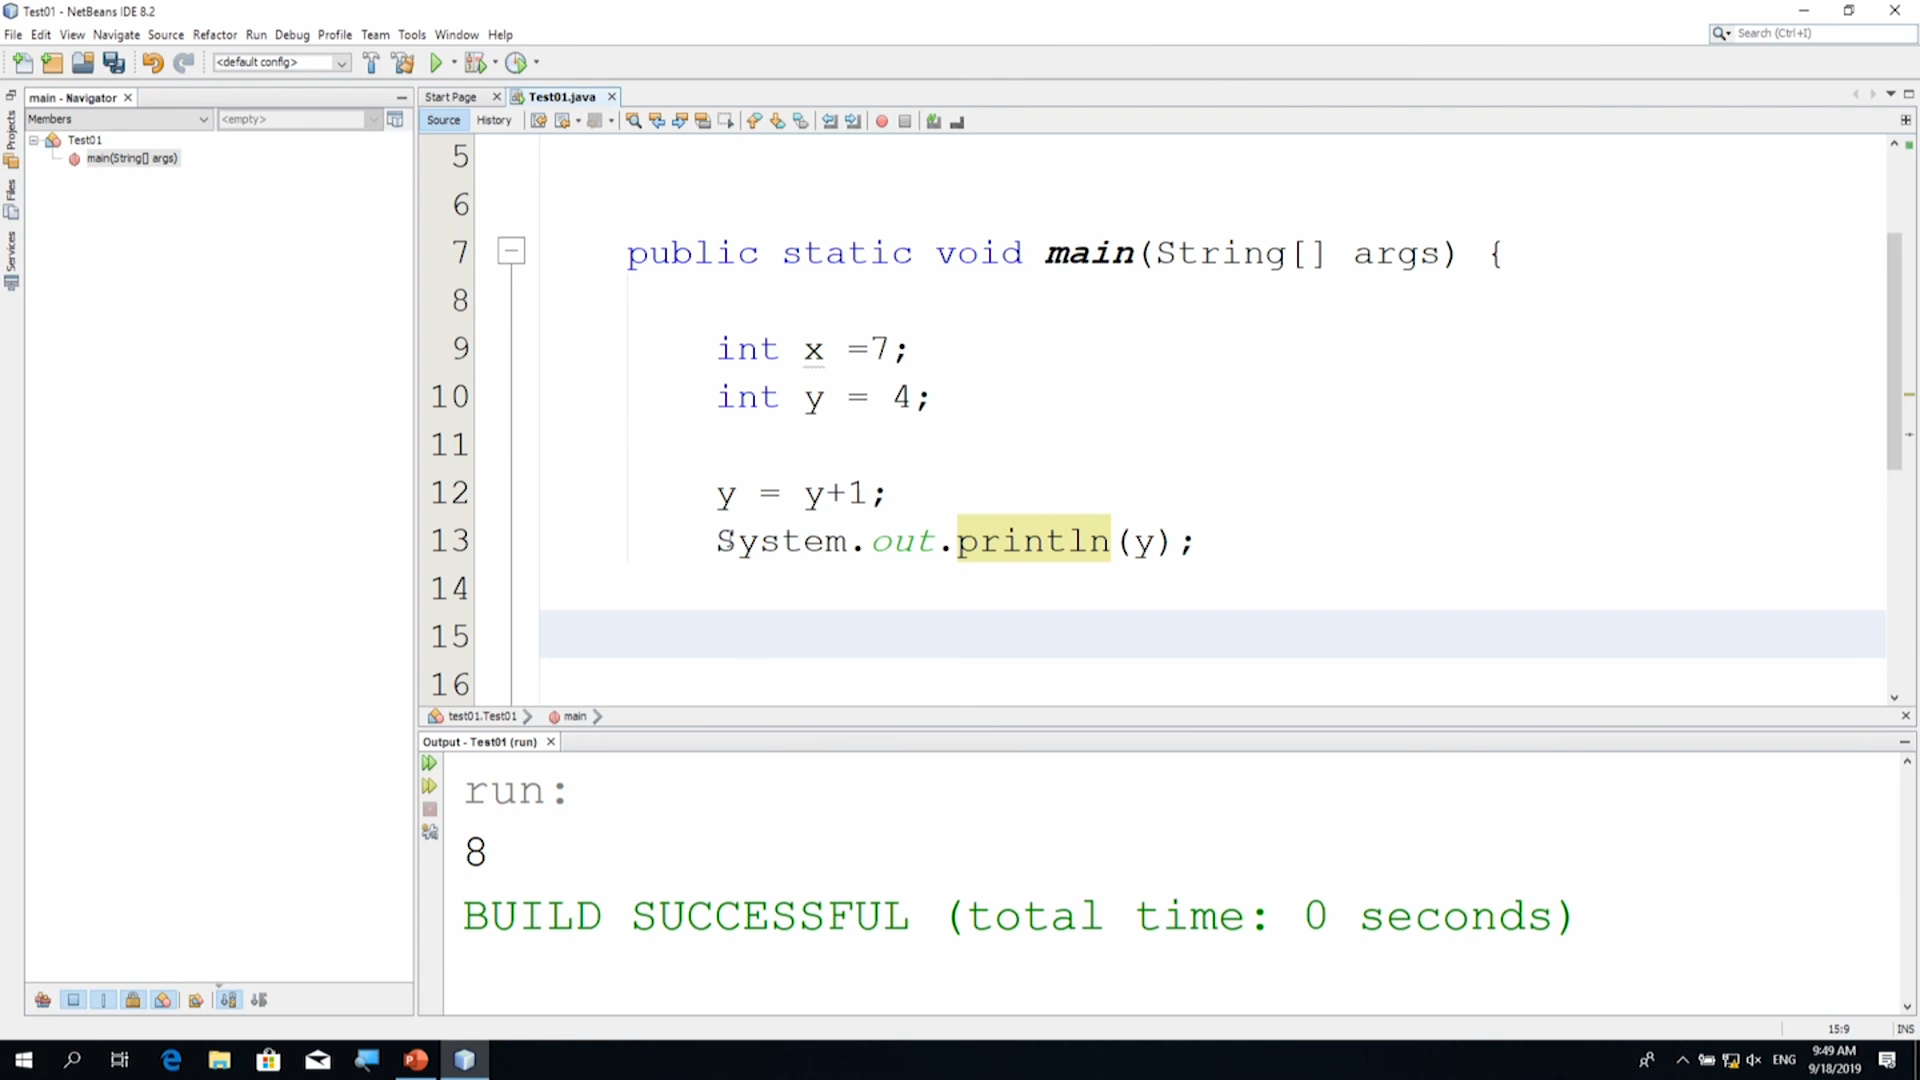 Test01 - NetBeans IDE 8.2
File Edit View Navigate Source Refactor Run Debug Profile Team Tools Window Help
Search (Ctrl+I)
<default config>
main - Navigator
Members
<empty>
Test01
main(String[] args)
Projects
Files
Services
Start Page
Test01.java
Source
History
5
6
7 public static void main(String[] args) {
8
9 int x =7;
10 int y = 4;
11
12 y = y+1;
13 System.out.println(y);
14
15
16
test01.Test01
main
Output - Test01 (run)
run:
8
BUILD SUCCESSFUL (total time: 0 seconds)
15:9
INS
ENG
9:49 AM
9/18/2019